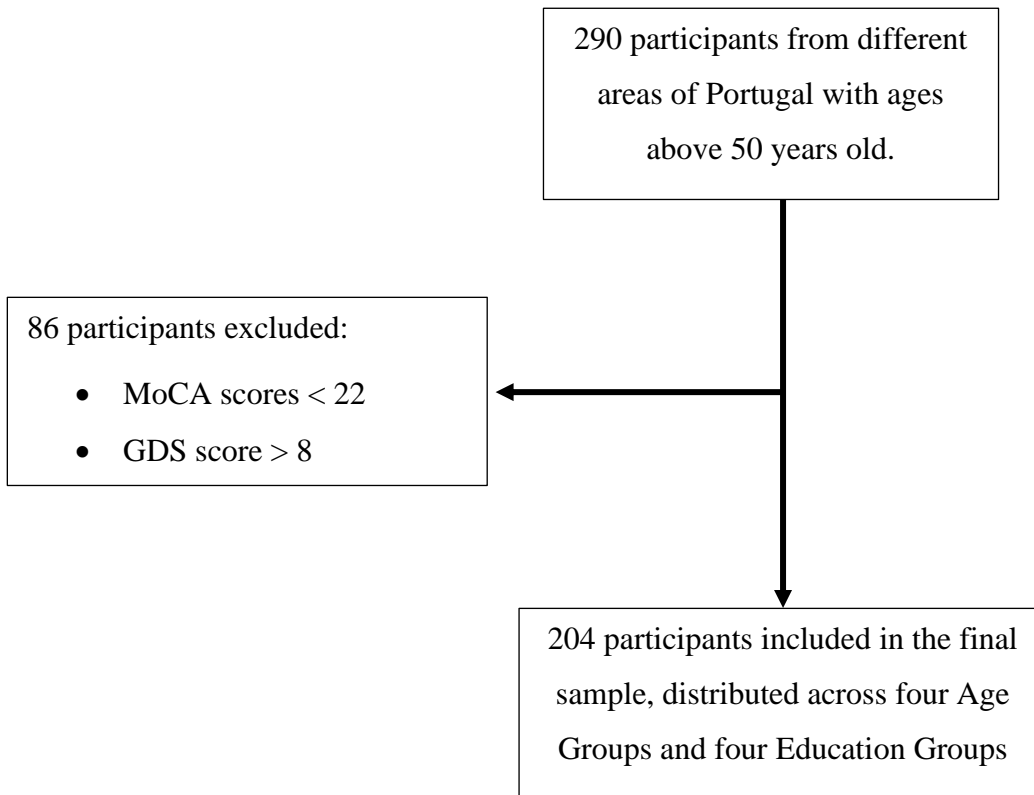 290 participants from different
areas of Portugal with ages
above 50 years old.
86 participants excluded:
• MoCA scores < 22
• GDS score > 8
204 participants included in the final
sample, distributed across four Age
Groups and four Education Groups